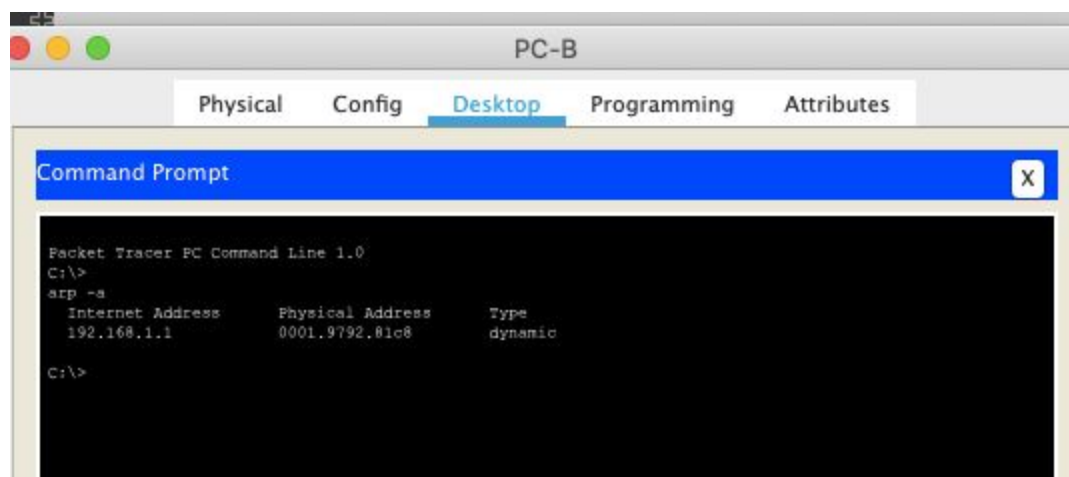 PC-B
Physical Config Desktop Programming Attributes
Command Prompt
X
Packet Tracer PC Command Line 1.0
C:\>
arp -a
Internet Address Physical Address Type
192.168.1.1 0001.9792.81c8 dynamic
C:\>